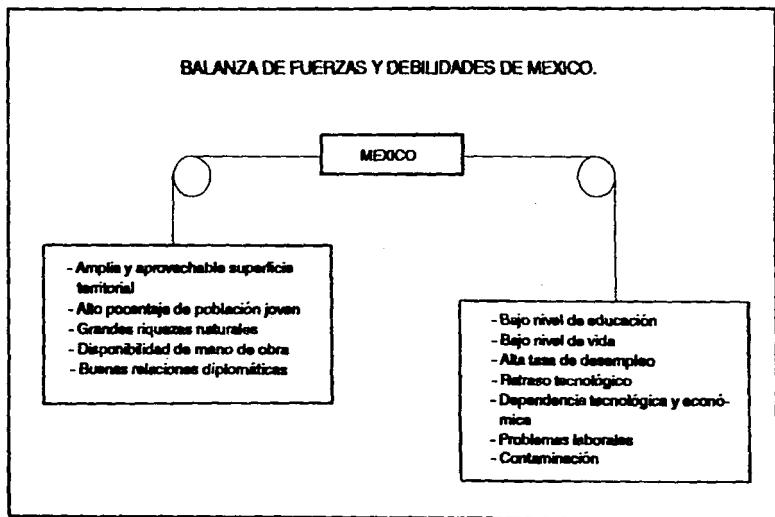 BALANZA DE FUERZAS Y DEBILIDADES DE MEXICO.
MEXICO
- Amplia y aprovechable superficie
territorial
- Alto pocentaje de población joven
- Grandes riquezas naturales
- Disponibilidad de mano de obra
- Buenas relaciones diplomáticas
- Bajo nivel de educación
- Bajo nivel de vida
- Alta tasa de desempleo
- Retraso tecnológico
- Dependencia tecnológica y econó-
mica
- Problemas laborales
- Contaminación